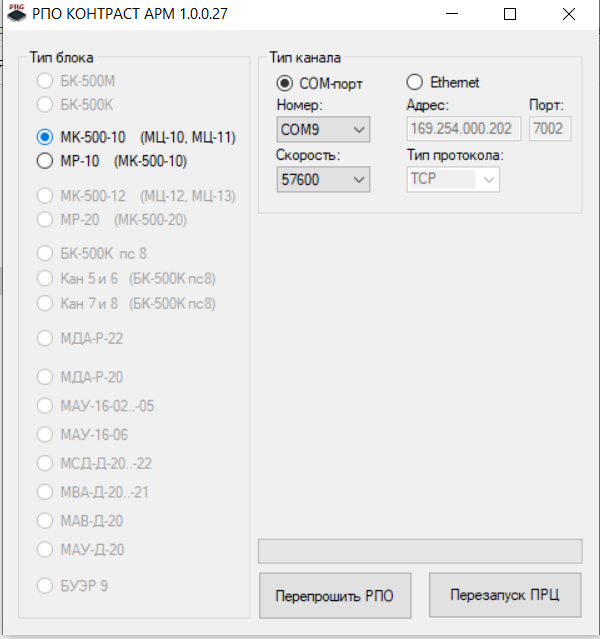 PRG
РПО КОНТРАСТ АРМ 1.0.0.27
Тип блока
БК-500М
БК-500К
МК-500-10 (МЦ-10, МЦ-11)
МР-10 (МК-500-10)
МК-500-12 (МЦ-12, МЦ-13)
МР-20 (МК-500-20)
БК-500К пс 8
Кан 5 и 6 (БК-500К пс8)
Кан 7 и 8 (БК-500К пс8)
МДА-Р-22
МДА-Р-20
МАУ-16-02..-05
МАУ-16-06
МСД-Д-20..-22
МВА-Д-20..-21
МАВ-Д-20
МАУ-Д-20
БУЭР 9
Тип канала
COM-порт Ethernet
Номер: Адрес: Порт:
COM9 169.254.000.202 7002
Скорость: Тип протокола:
57600 TCP
Перепрошить РПО Перезапуск ПРЦ